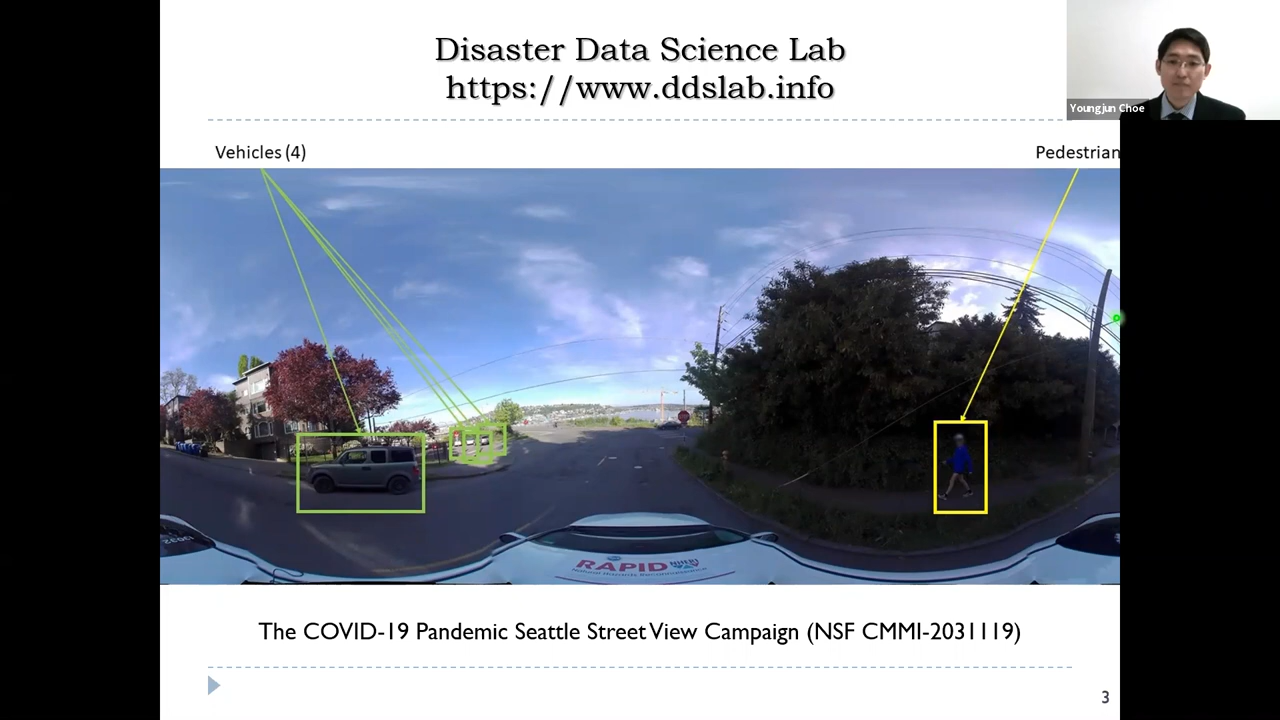 Disaster Data Science Lab
https://www.ddslab.info
Youngjun Choe
Vehicles (4)
Pedestrian
RAPID
The COVID-19 Pandemic Seattle Street View Campaign (NSF CMMI-2031119)
3